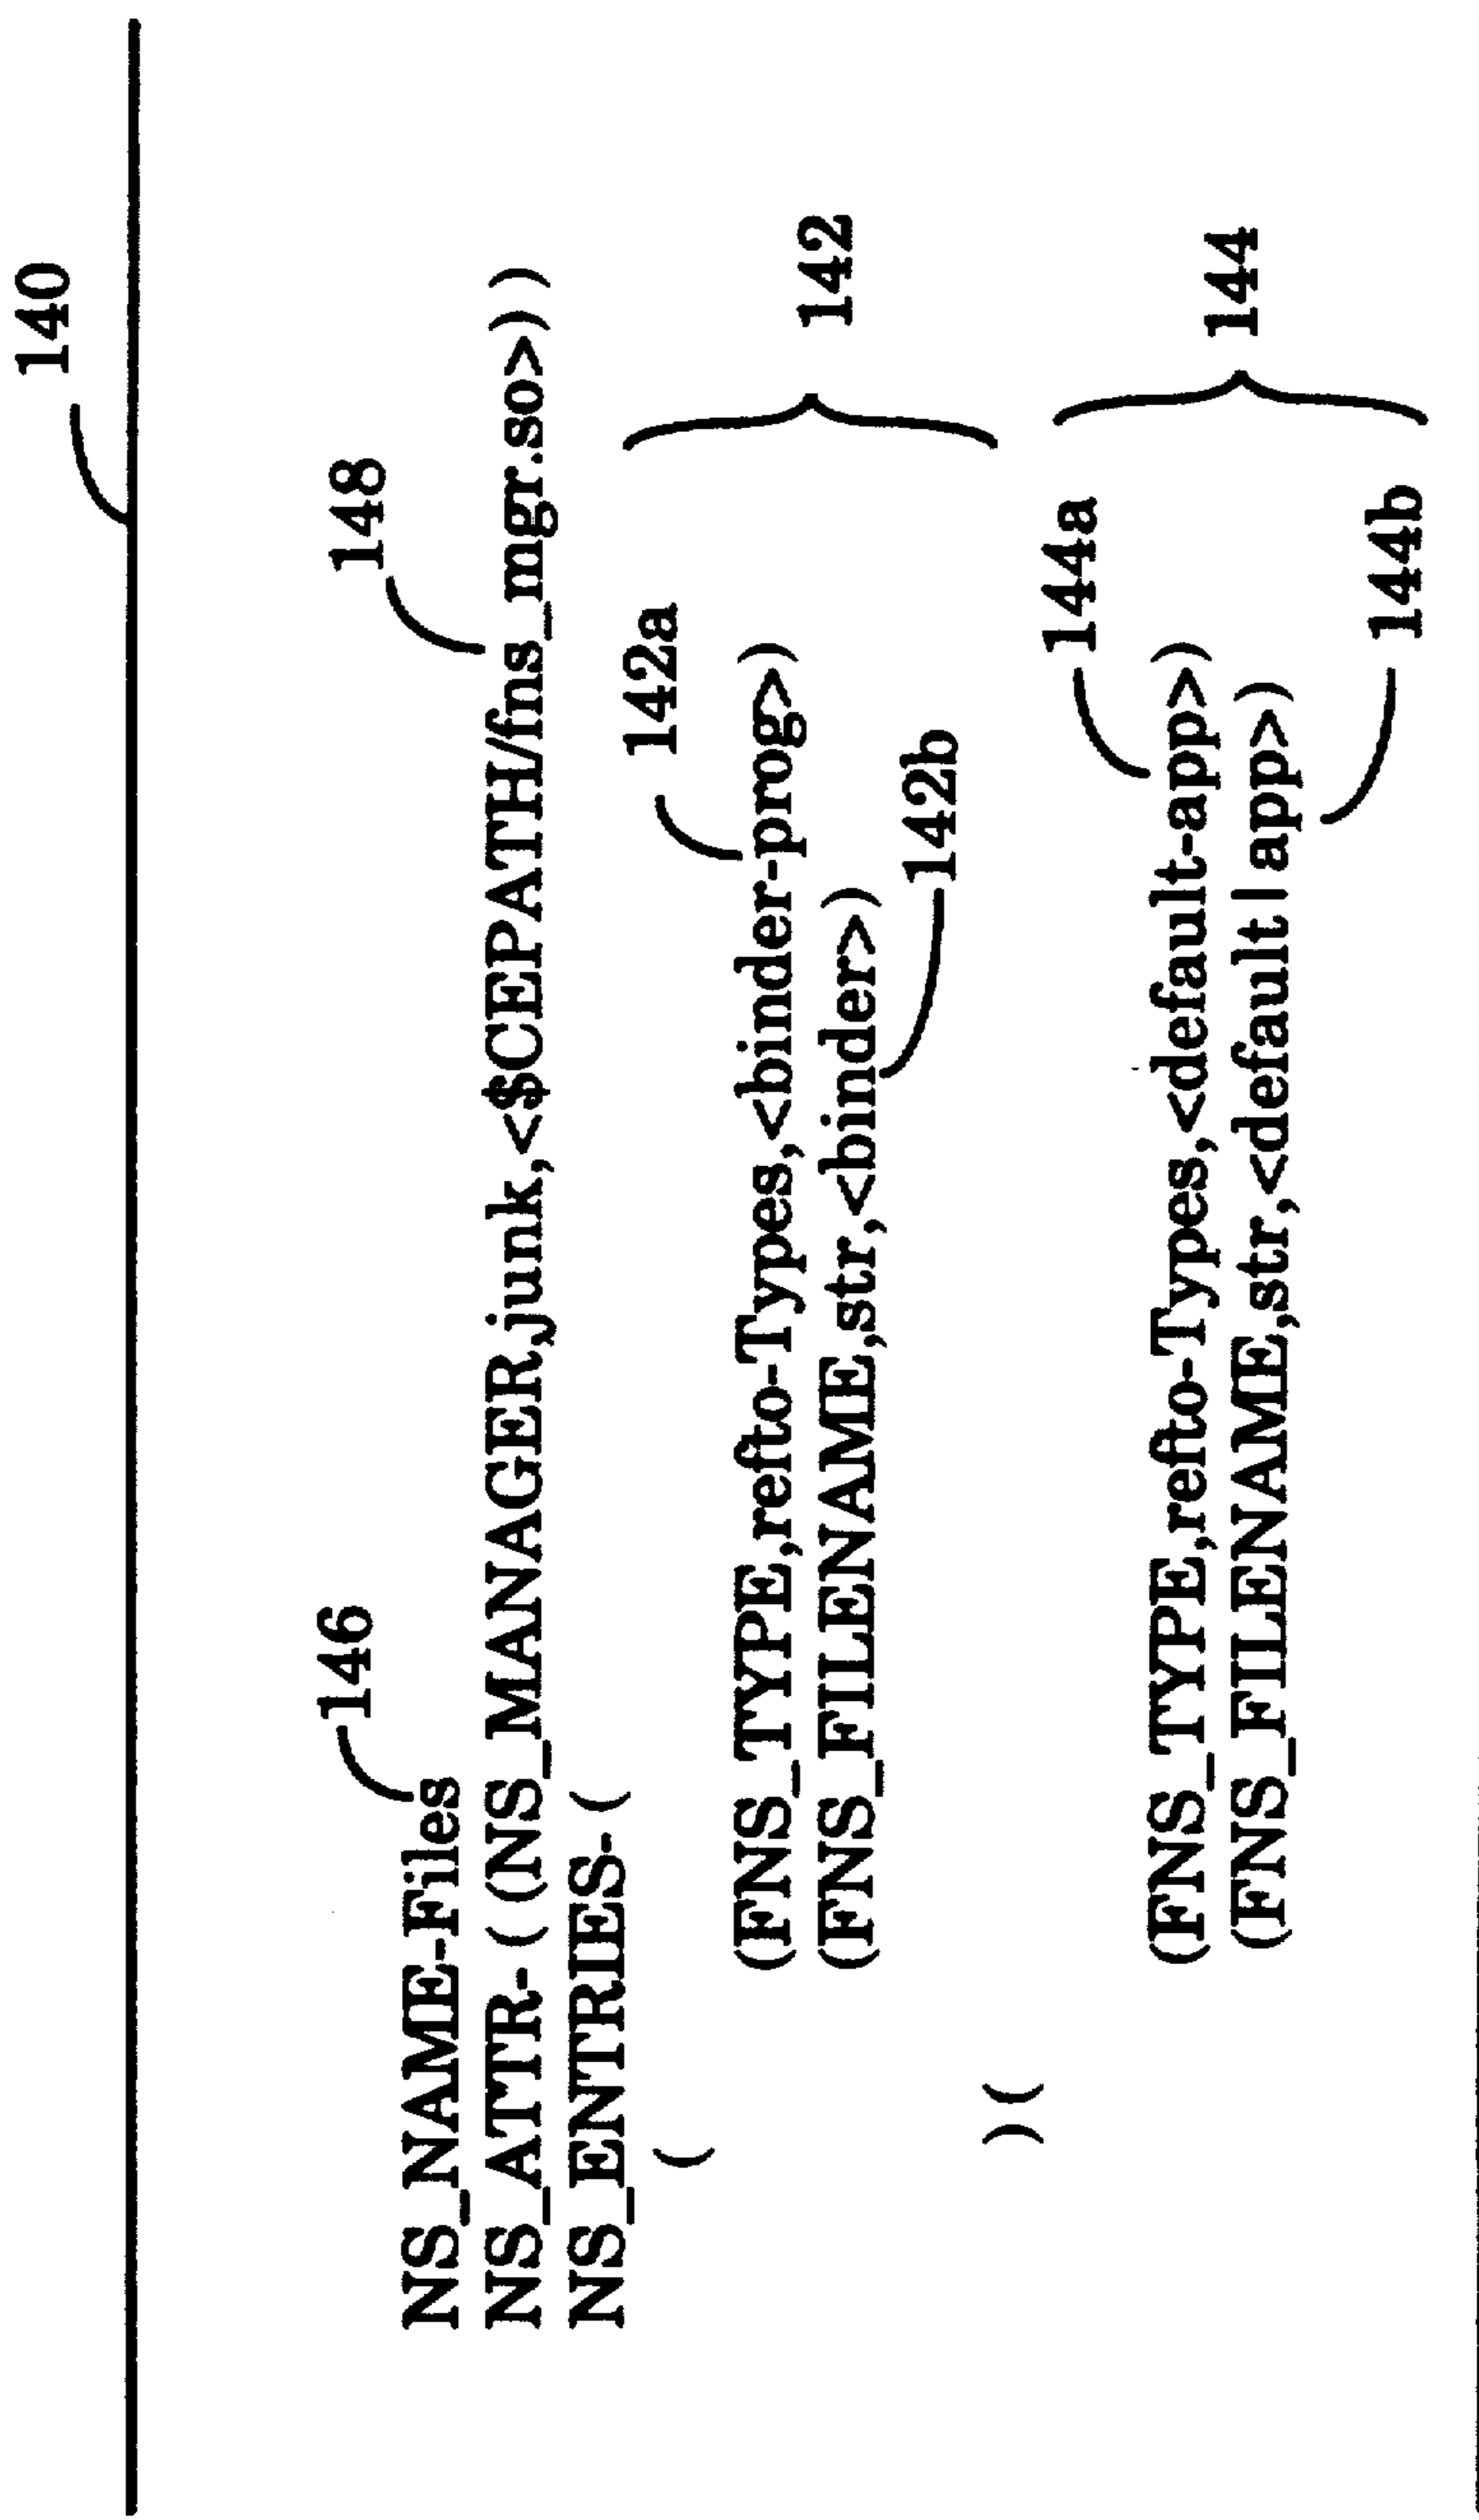 140
146
148
NS_NAME-Files
NS_ATTR-((NS_MANAGER,junk,<$CEPATH/fns_mgr.so>))
NS_ENTRIES-(
(
142a
(FNS_TYPE,refto-Types,<binder-prog>)
(FNS_FILENAME,str,<binder>)
142b
142
)(
144a
(FNS_TYPE,refto-Types,<default-app>)
(FNS_FILENAME,str,<default|app>)
144b
144